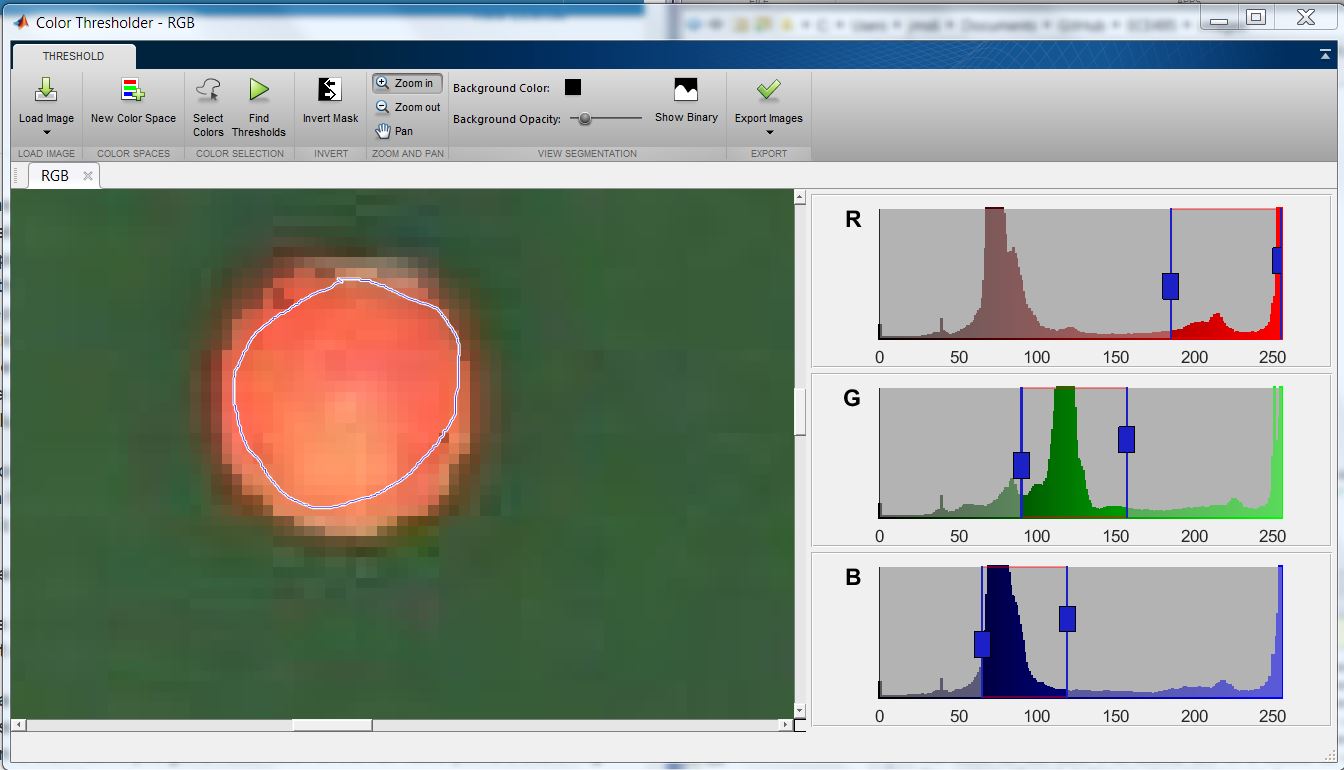 Color Thresholder - RGB
THRESHOLD
Load Image
New Color Space
Select Colors
Find Thresholds
Invert Mask
Zoom in
Zoom out
Pan
Background Color:
Background Opacity:
Show Binary
Export Images
LOAD IMAGE
COLOR SPACES
COLOR SELECTION
INVERT
ZOOM AND PAN
VIEW SEGMENTATION
EXPORT
RGB
R
0 50 100 150 200 250
G
0 50 100 150 200 250
B
0 50 100 150 200 250